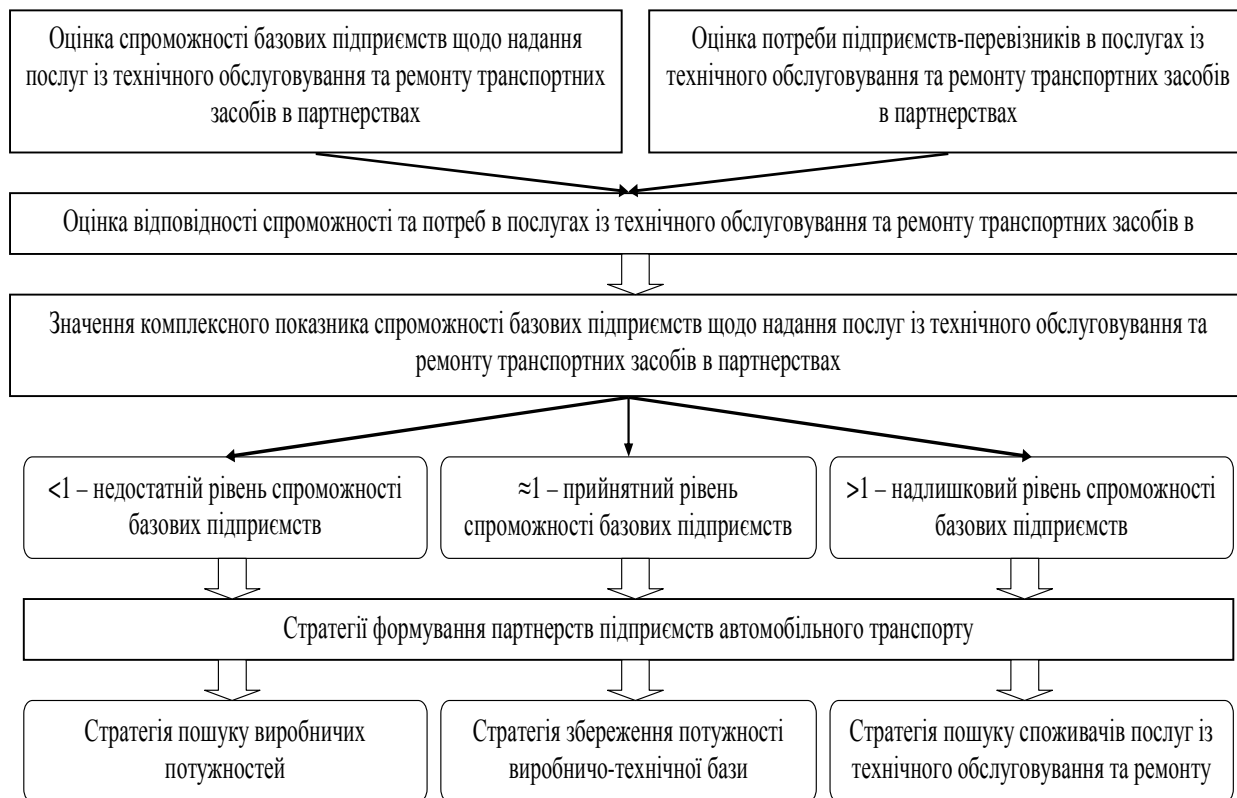 Оцінка спроможності базових підприємств щодо надання
послуг із технічного обслуговування та ремонту транспортних
засобів в партнерствах
Оцінка потреби підприємств-перевізників в послугах із
технічного обслуговування та ремонту транспортних засобів
в партнерствах
Оцінка відповідності спроможності та потреб в послугах із технічного обслуговування та ремонту транспортних засобів в
Значення комплексного показника спроможності базових підприємств щодо надання послуг із технічного обслуговування та
ремонту транспортних засобів в партнерствах
<1 – недостатній рівень спроможності
базових підприємств
≈1 – прийнятний рівень
спроможності базових підприємств
>1 – надлишковий рівень спроможності
базових підприємств
Стратегії формування партнерств підприємств автомобільного транспорту
Стратегія пошуку виробничих
потужностей
Стратегія збереження потужності
виробничо-технічної бази
Стратегія пошуку споживачів послуг із
технічного обслуговування та ремонту